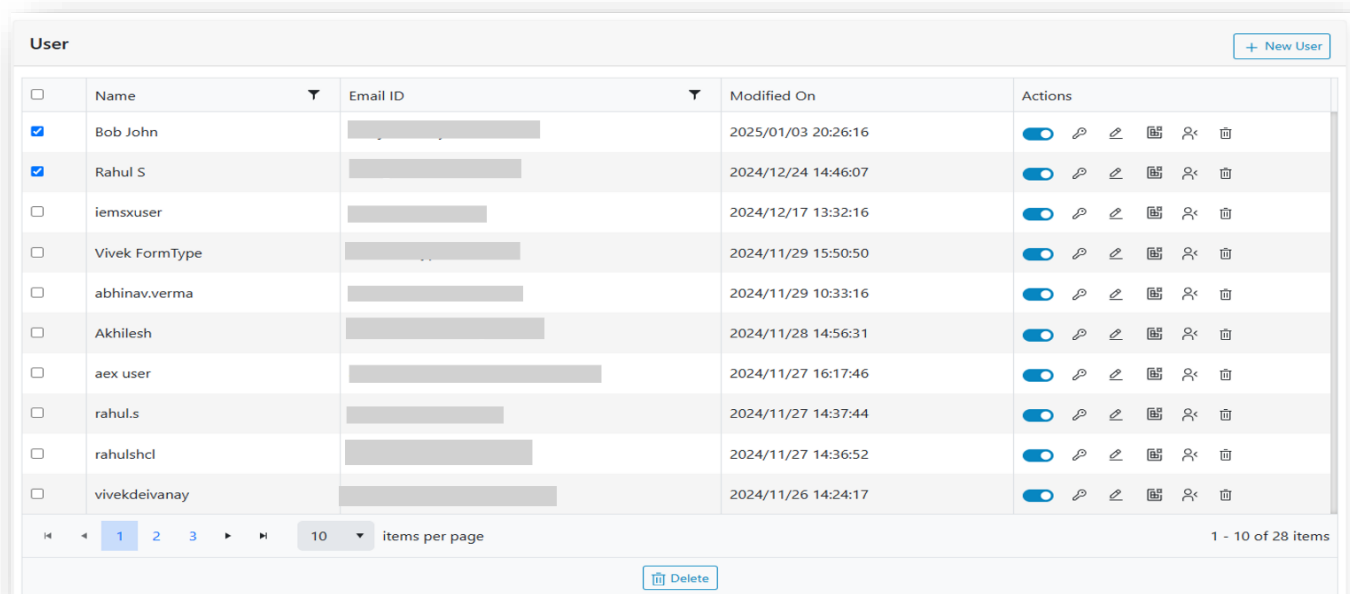 User
+ New User
Name Email ID Modified On Actions
Bob John 2025/01/03 20:26:16
Rahul S 2024/12/24 14:46:07
iemsxuser 2024/12/17 13:32:16
Vivek FormType 2024/11/29 15:50:50
abhinav.verma 2024/11/29 10:33:16
Akhilesh 2024/11/28 14:56:31
aex user 2024/11/27 16:17:46
rahul.s 2024/11/27 14:37:44
rahulshcl 2024/11/27 14:36:52
vivekdeivanay 2024/11/26 14:24:17
1 2 3 10 items per page 1 - 10 of 28 items
Delete